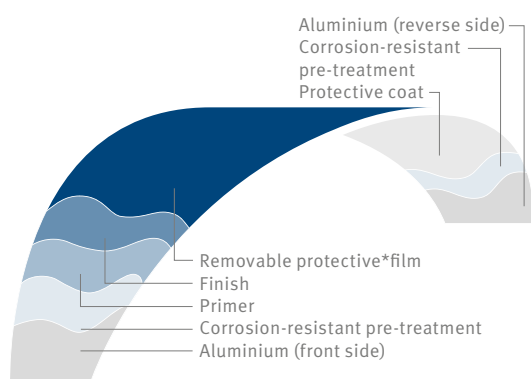 Aluminium (reverse side)
Corrosion-resistant
pre-treatment
Protective coat
Removable protective*film
Finish
Primer
Corrosion-resistant pre-treatment
Aluminium (front side)